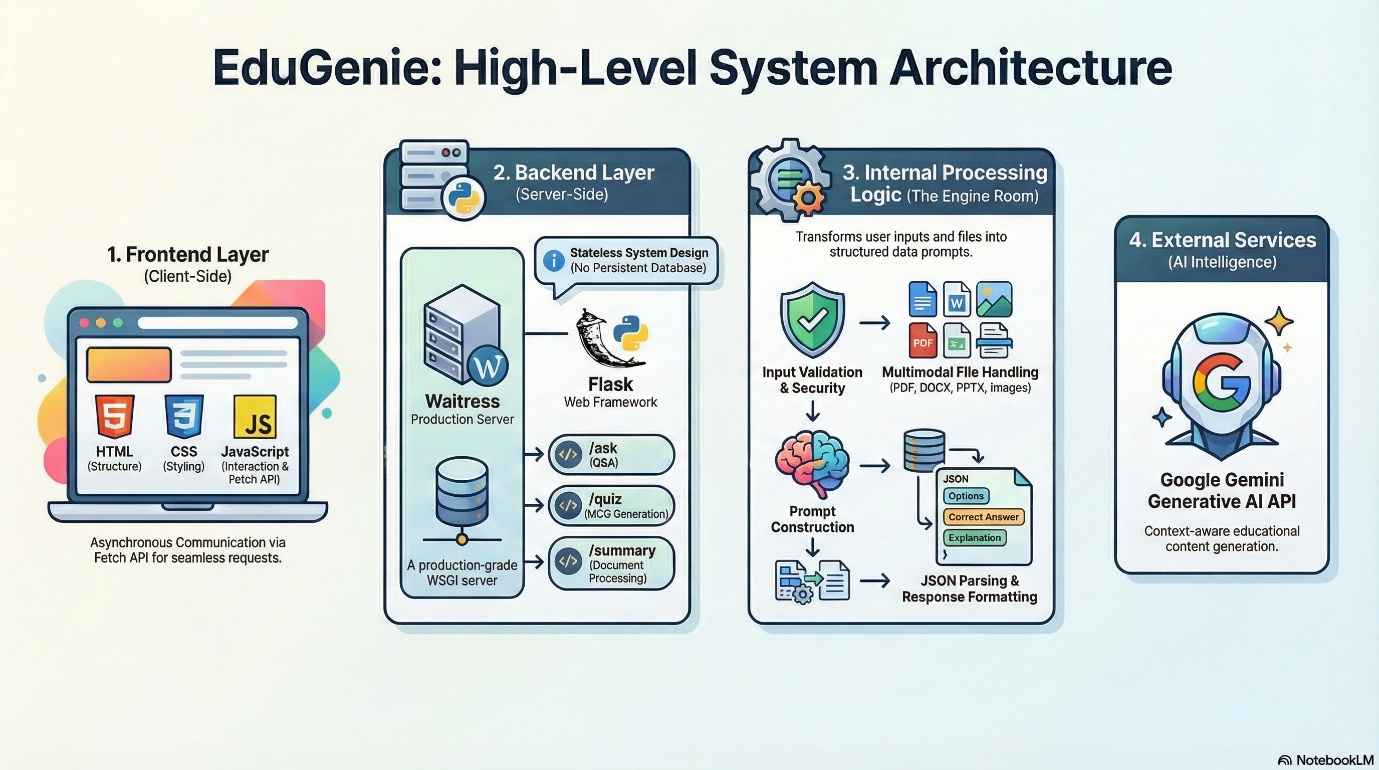 EduGenie: High-Level System Architecture
1. Frontend Layer
(Client-Side)
HTML
(Structure)
CSS
(Styling)
JS
JavaScript
(Interaction &
Fetch API)
Asynchronous Communication via
Fetch API for seamless requests.
2. Backend Layer
(Server-Side)
Stateless System Design
(No Persistent Database)
W
Waitress
Production Server
Flask
Web Framework
A production-grade
WSGI server
</> /ask
(QSA)
</> /quiz
(MCG Generation)
</> /summary
(Document
Processing)
3. Internal Processing
Logic (The Engine Room)
Transforms user inputs and files into
structured data prompts.
Input Validation
& Security
W
PDF
Multimodal File Handling
(PDF, DOCX, PPTX, images)
Prompt
Construction
JSON
Options
Correct Answer
Explanation
}
JSON Parsing &
Response Formatting
4. External Services
(AI Intelligence)
G
Google Gemini
Generative AI API
Context-aware educational
content generation.
NotebookLM